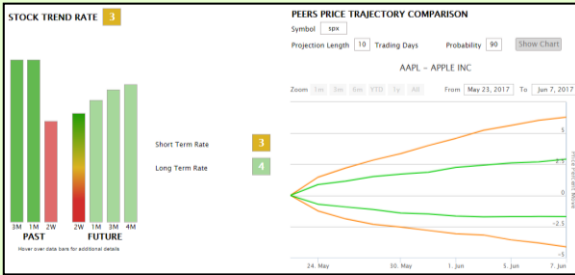 STOCK TREND RATE 3
3M 1M 2W 2W 1M 3M 4M
PAST FUTURE
Hover over data bars for additional details
Short Term Rate 3
Long Term Rate 4
PEERS PRICE TRAJECTORY COMPARISON
Symbol spx
Projection Length 10 Trading Days Probability 90 Show Chart
AAPL - APPLE INC
Zoom 1m 3m 6m YTD 1y All From May 23, 2017 To Jun 7, 2017
5
2.5
0
-2.5
-5
24. May 30. May 1. Jun 5. Jun 7. Jun